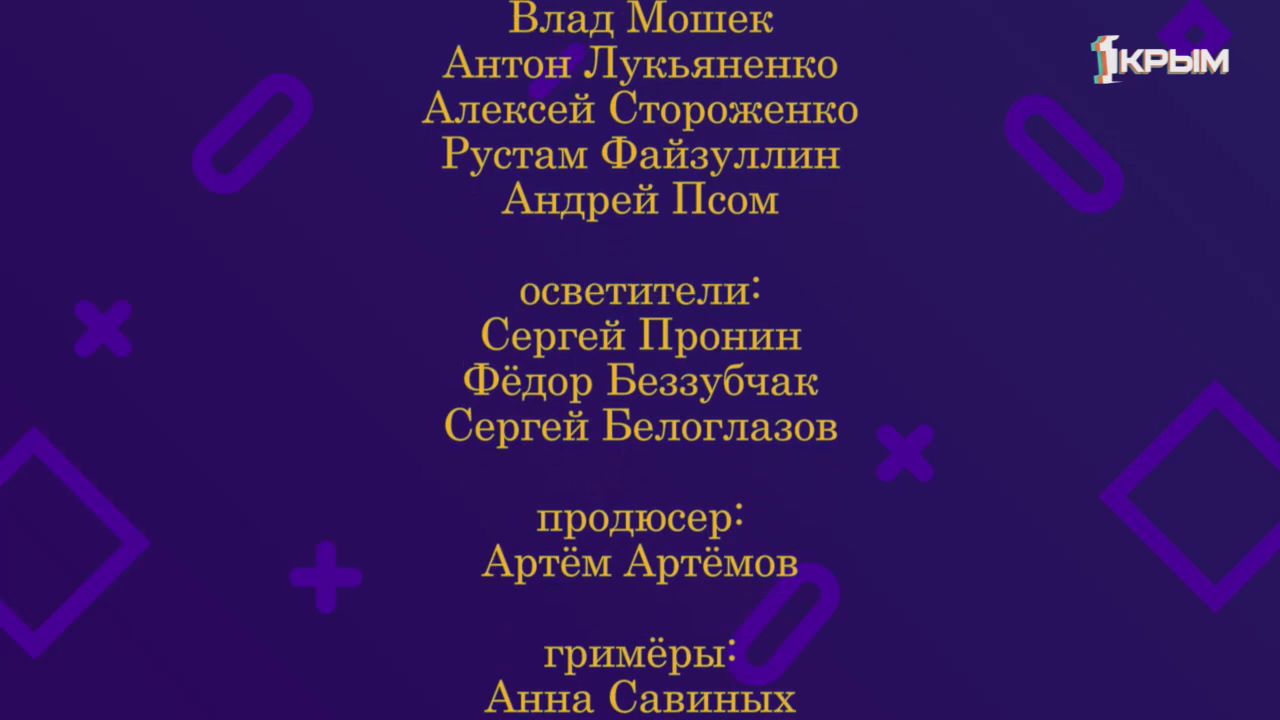 Влад Мошек
1КРЫМ
Антон Лукьяненко
Алексей Стороженко
Рустам Файзуллин
Андрей Псом
осветители:
Сергей Пронин
Фёдор Беззубчак
Сергей Белоглазов
продюсер:
Артём Артёмов
гримёры:
Анна Савиных